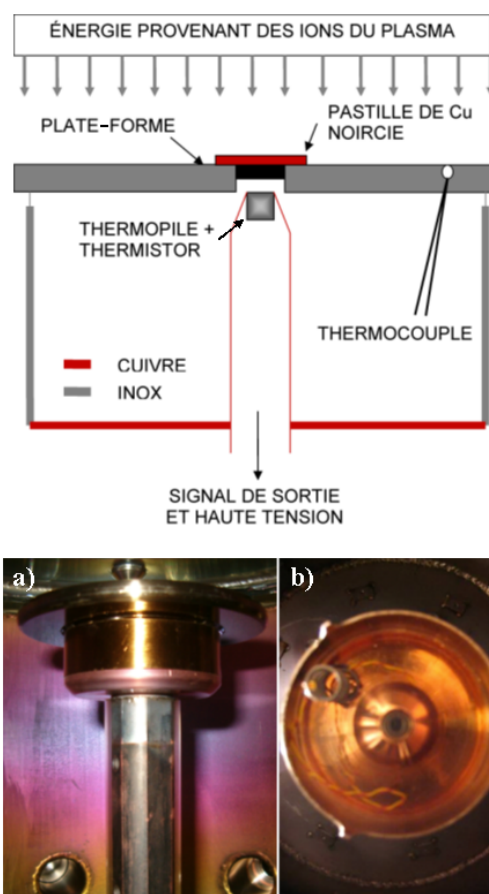 ÉNERGIE PROVENANT DES IONS DU PLASMA
PLATE-FORME
PASTILLE DE Cu
NOIRCIE
THERMOPILE +
THERMISTOR
THERMOCOUPLE
CUIVRE
INOX
SIGNAL DE SORTIE
ET HAUTE TENSION
a)
b)